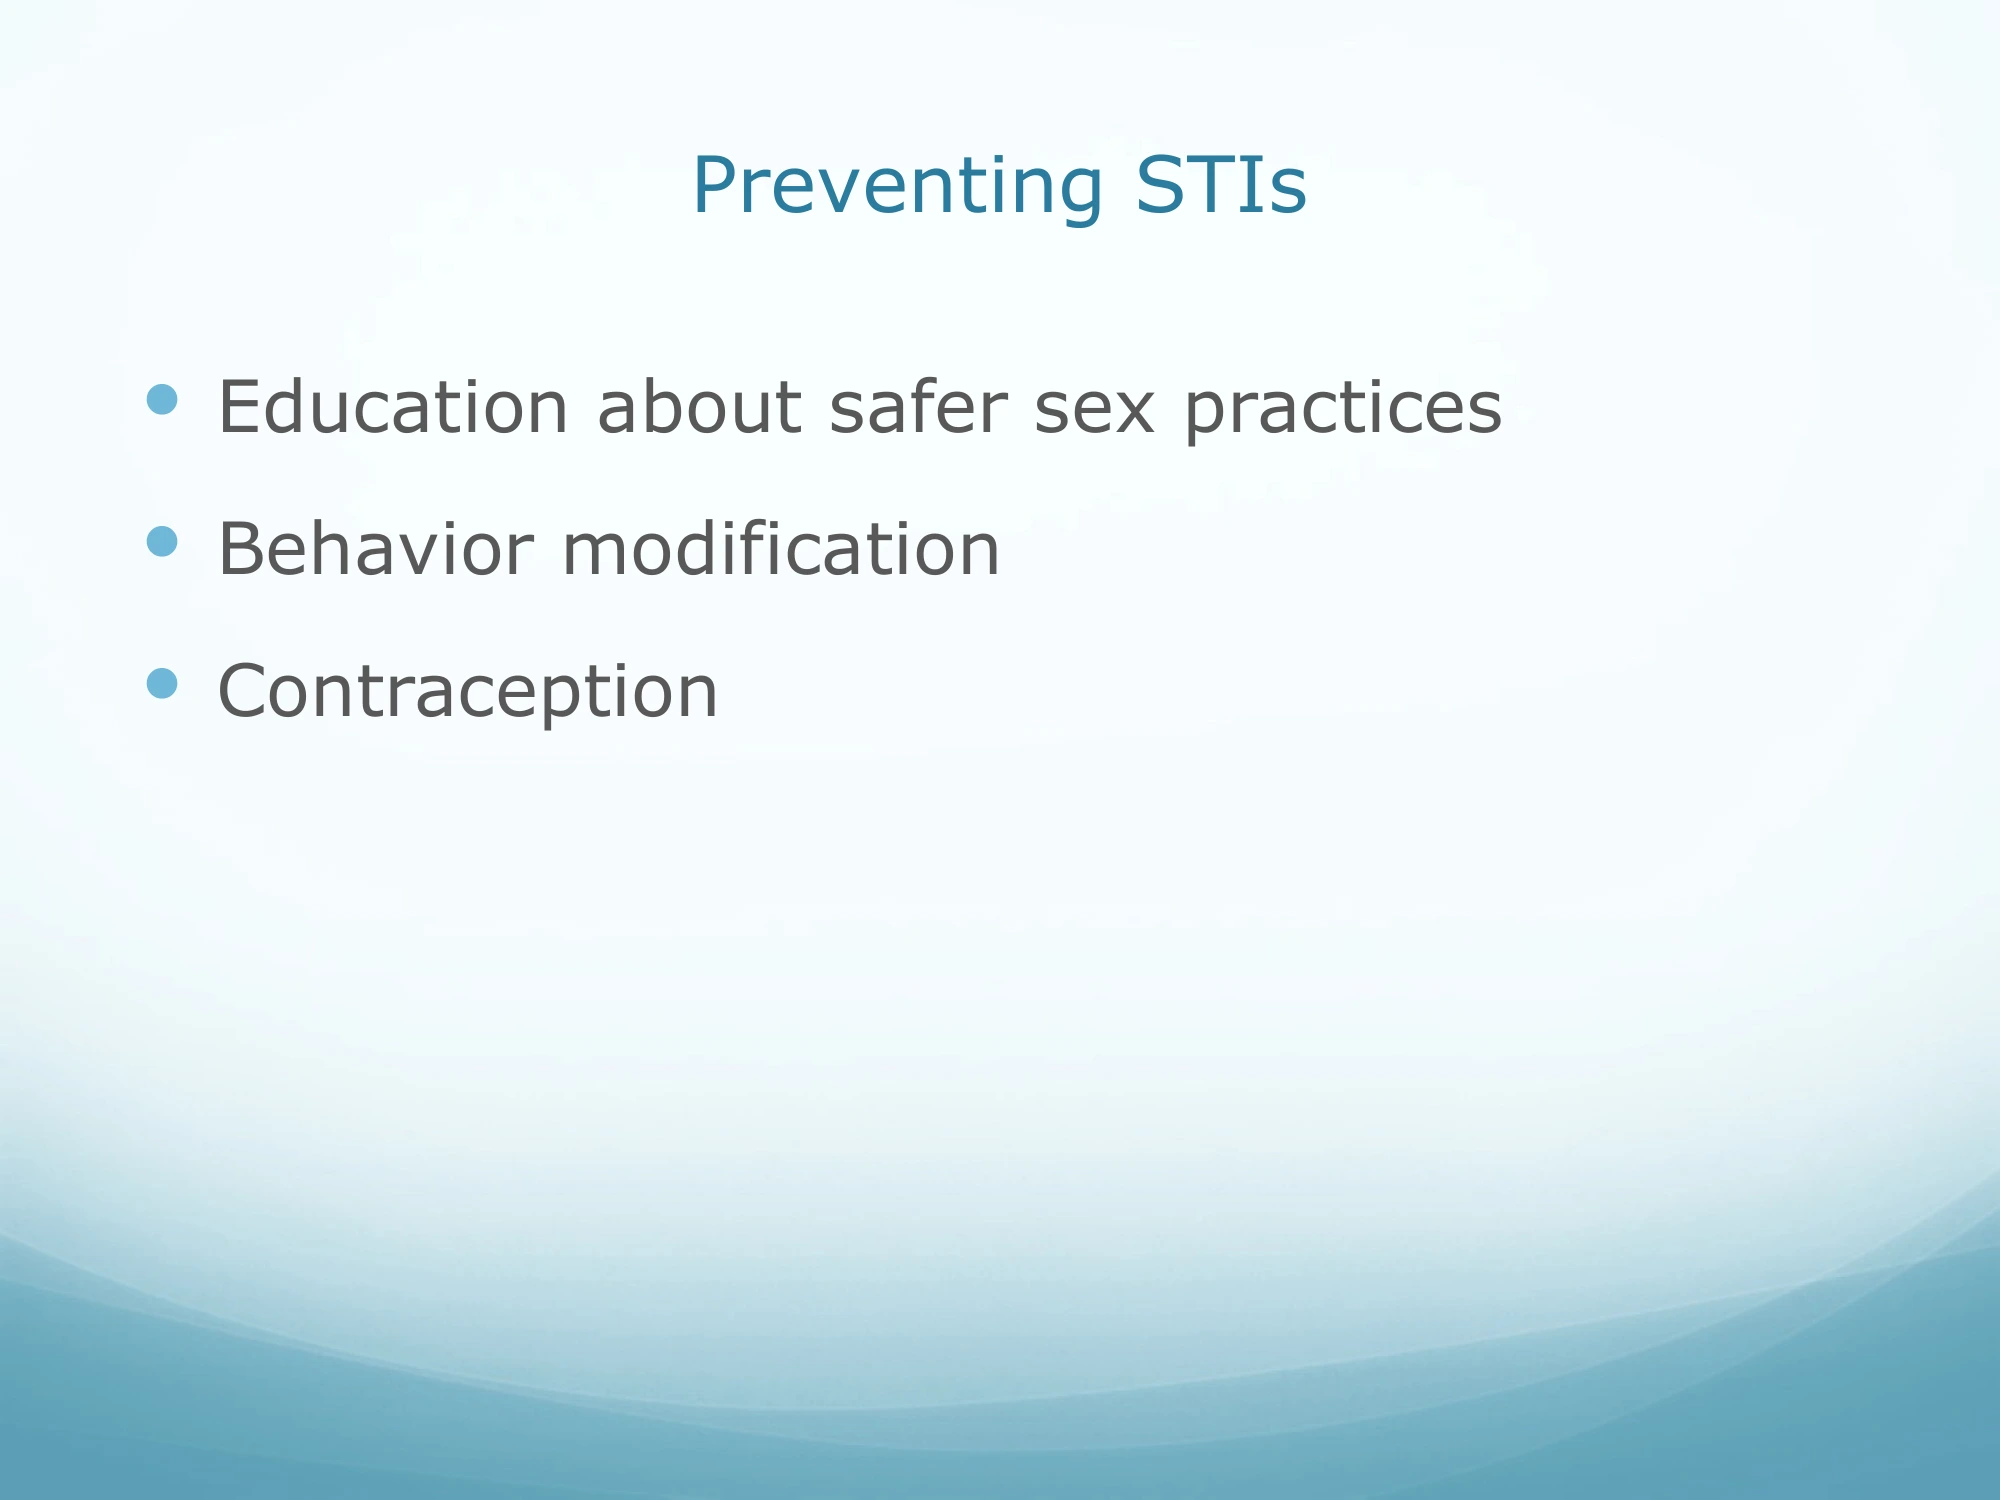 Preventing STIs
• Education about safer sex practices
• Behavior modification
• Contraception